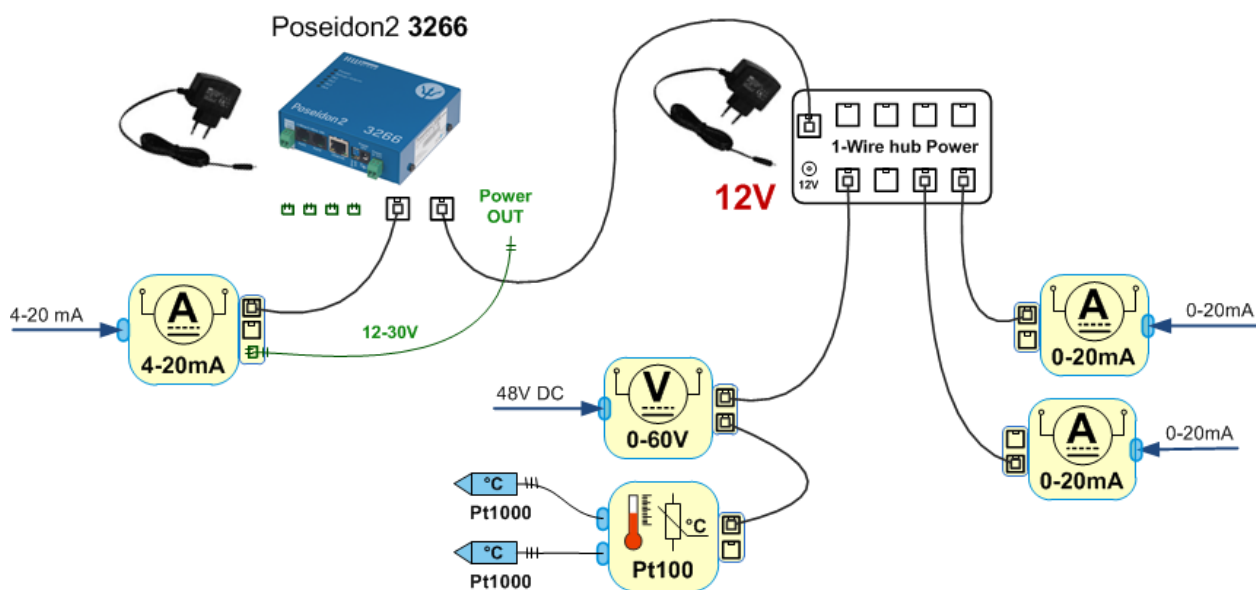 Poseidon2 3266
Poseidon2
3266
1-Wire hub Power
12V
12V
Power
OUT
4-20 mA
A
4-20mA
12-30V
A
0-20mA
0-20mA
48V DC
V
0-60V
A
0-20mA
0-20mA
°C
Pt1000
°C
Pt1000
°C
Pt100